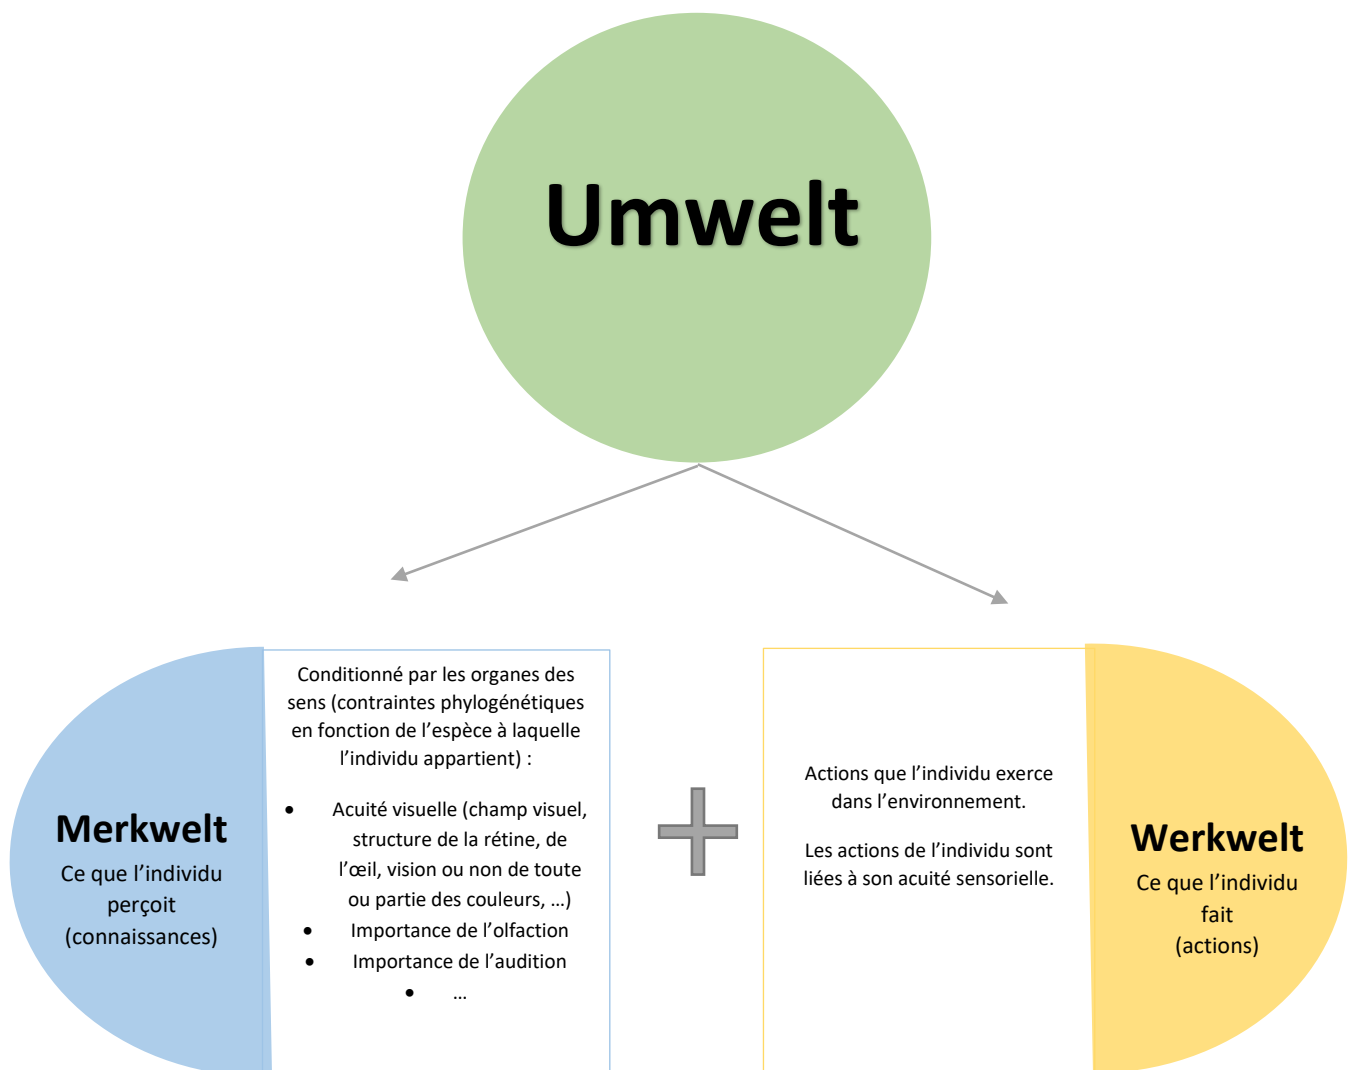 Umwelt
Merkwelt
Ce que l’individu
perçoit
(connaissances)
Conditionné par les organes des
sens (contraintes phylogénétiques
en fonction de l’espèce à laquelle
l’individu appartient) :
• Acuité visuelle (champ visuel,
structure de la rétine, de
l’œil, vision ou non de toute
ou partie des couleurs, …)
• Importance de l’olfaction
• Importance de l’audition
• …
Actions que l’individu exerce
dans l’environnement.
Les actions de l’individu sont
liées à son acuité sensorielle.
Werkwelt
Ce que l’individu
fait
(actions)